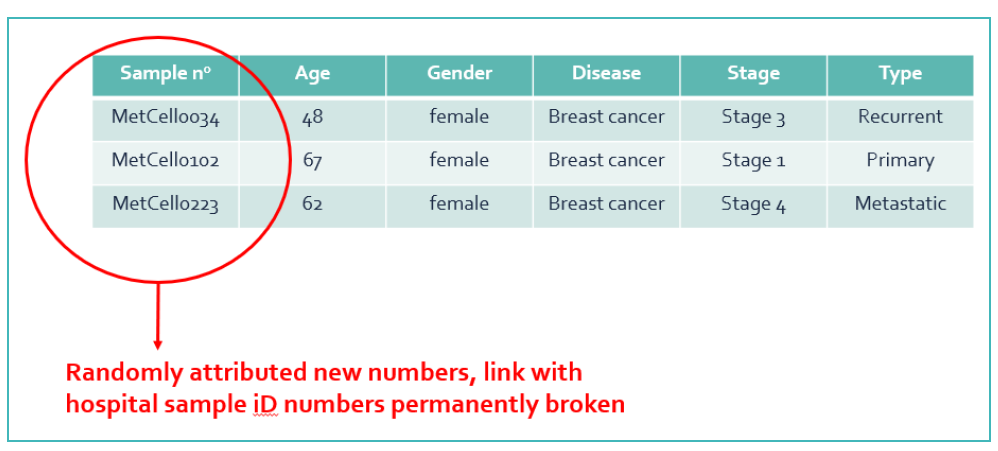 Sample nº Age Gender Disease Stage Type
MetCell0034 48 female Breast cancer Stage 3 Recurrent
MetCell0102 67 female Breast cancer Stage 1 Primary
MetCell0223 62 female Breast cancer Stage 4 Metastatic
Randomly attributed new numbers, link with
hospital sample iD numbers permanently broken